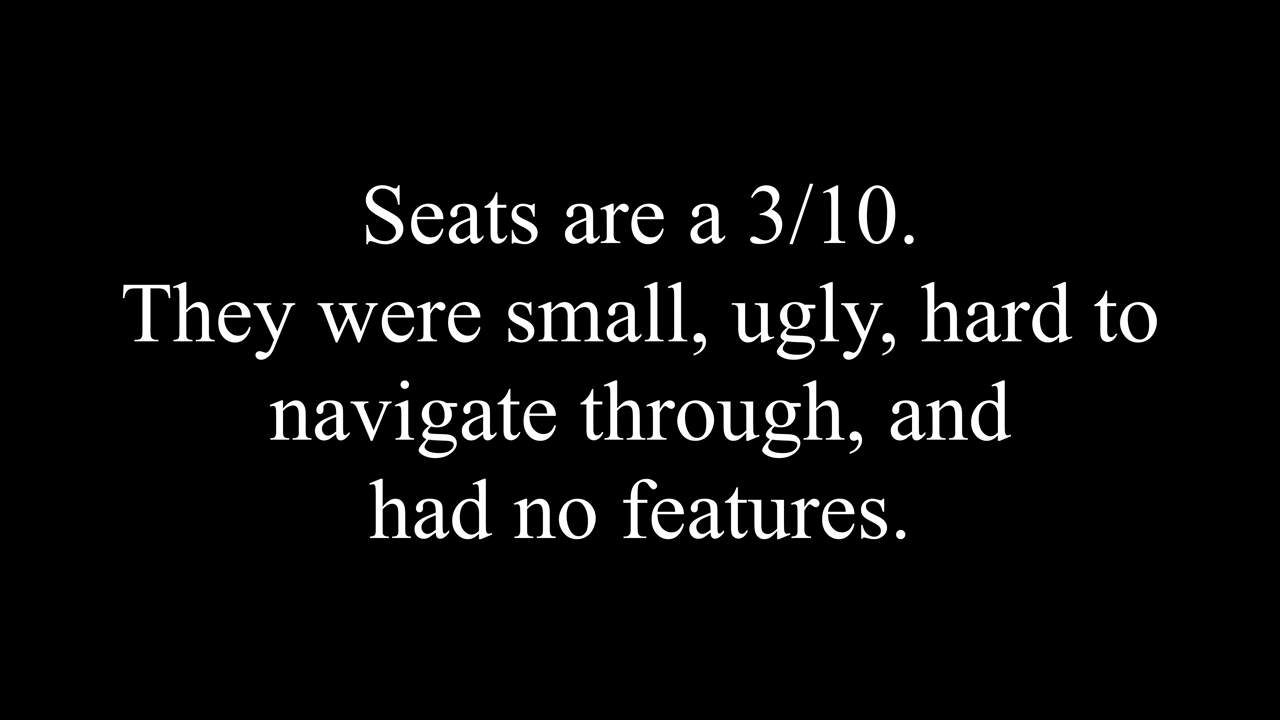 Seats are a 3/10.
They were small, ugly, hard to
navigate through, and
had no features.